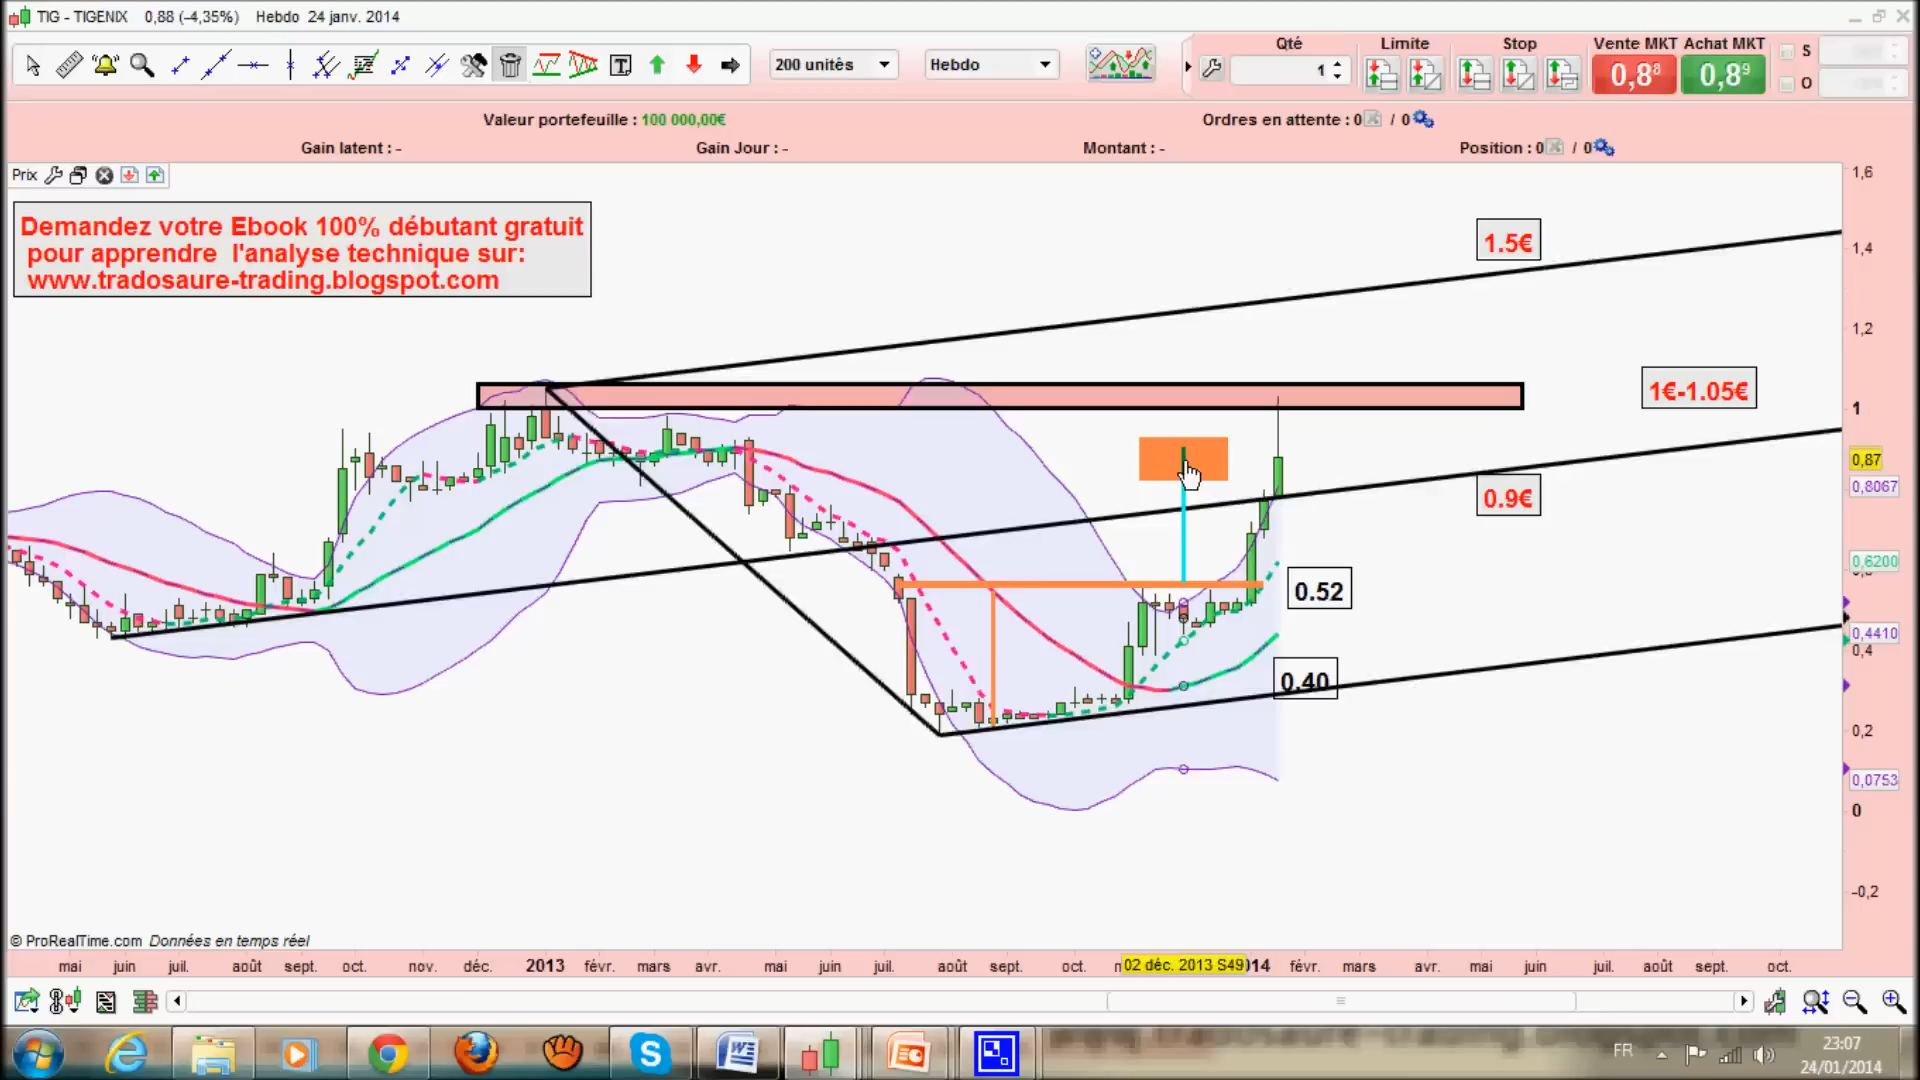 TIG - TIGENIX 0,88 (-4,35%) Hebdo 24 janv. 2014
200 unités Hebdo
Qté Limite Stop Vente MKT Achat MKT S
1 0,8⁸ 0,8⁹ O
Valeur portefeuille : 100 000,00€ Ordres en attente : 0 / 0
Gain latent : - Gain Jour : - Montant : - Position : 0 / 0
Prix
Demandez votre Ebook 100% débutant gratuit
pour apprendre l'analyse technique sur:
www.tradosaure-trading.blogspot.com
1.5€
1€-1.05€
0.9€
0.52
0.40
1,6
1,4
1,2
1
0,87
0,8067
0,6200
0,4410
0,4
0,2
0,0753
0
-0,2
© ProRealTime.com Données en temps réel
mai juin juil. août sept. oct. nov. déc. 2013 févr. mars avr. mai juin juil. août sept. oct. 02 déc. 2013 S49 févr. mars avr. mai juin juil. août sept. oct.
FR
23:07
24/01/2014